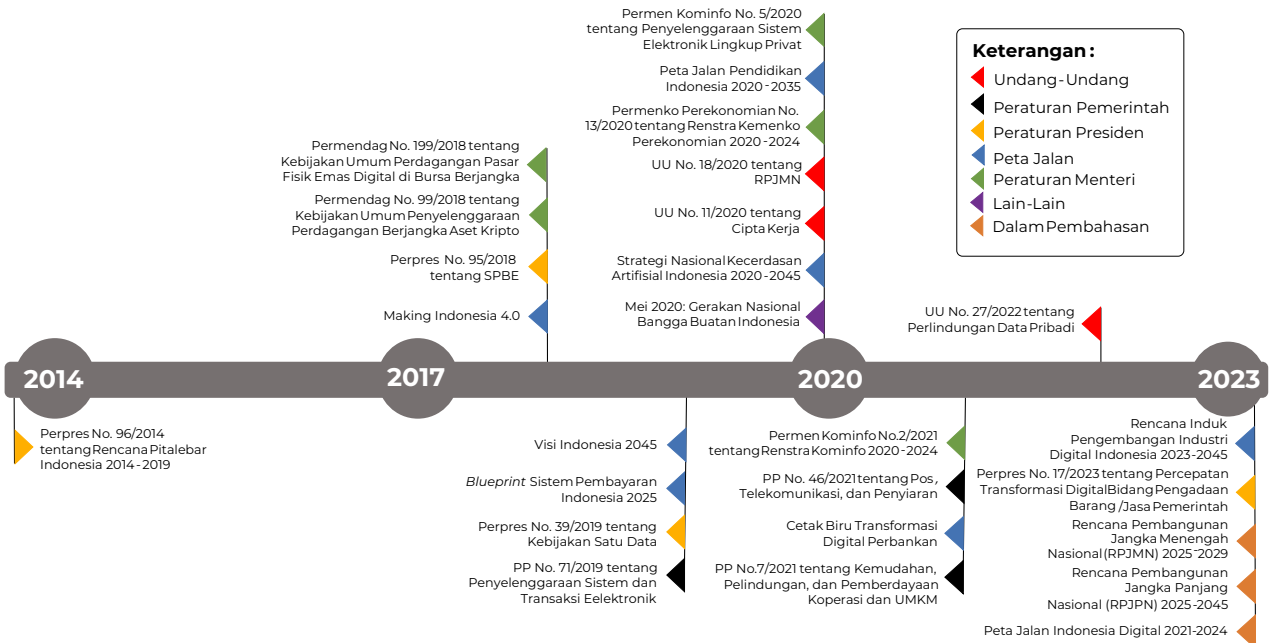 Permen Kominfo No. 5/2020
tentang Penyelenggaraan Sistem
Elektronik Lingkup Privat
Peta Jalan Pendidikan
Indonesia 2020-2035
Permenko Perekonomian No.
13/2020 tentang Renstra Kemenko
Perekonomian 2020-2024
UU No. 18/2020 tentang
RPJMN
UU No. 11/2020 tentang
Cipta Kerja
Strategi Nasional Kecerdasan
Artifisial Indonesia 2020-2045
Mei 2020: Gerakan Nasional
Bangga Buatan Indonesia
Permendag No. 199/2018 tentang
Kebijakan Umum Perdagangan Pasar
Fisik Emas Digital di Bursa Berjangka
Permendag No. 99/2018 tentang
Kebijakan Umum Penyelenggaraan
Perdagangan Berjangka Aset Kripto
Perpres No. 95/2018
tentang SPBE
Making Indonesia 4.0
Keterangan:
Undang-Undang
Peraturan Pemerintah
Peraturan Presiden
Peta Jalan
Peraturan Menteri
Lain-Lain
Dalam Pembahasan
UU No. 27/2022 tentang
Perlindungan Data Pribadi
2014
2017
2020
2023
Perpres No. 96/2014
tentang Rencana Pitalebar
Indonesia 2014-2019
Visi Indonesia 2045
Blueprint Sistem Pembayaran
Indonesia 2025
Perpres No. 39/2019 tentang
Kebijakan Satu Data
PP No. 71/2019 tentang
Penyelenggaraan Sistem dan
Transaksi Eelektronik
Permen Kominfo No.2/2021
tentang Renstra Kominfo 2020-2024
PP No. 46/2021 tentang Pos,
Telekomunikasi, dan Penyiaran
Cetak Biru Transformasi
Digital Perbankan
PP No.7/2021 tentang Kemudahan,
Pelindungan, dan Pemberdayaan
Koperasi dan UMKM
Rencana Induk
Pengembangan Industri
Digital Indonesia 2023-2045
Perpres No. 17/2023 tentang Percepatan
Transformasi Digital Bidang Pengadaan
Barang /Jasa Pemerintah
Rencana Pembangunan
Jangka Menengah
Nasional (RPJMN) 2025-2029
Rencana Pembangunan
Jangka Panjang
Nasional (RPJPN) 2025-2045
Peta Jalan Indonesia Digital 2021-2024